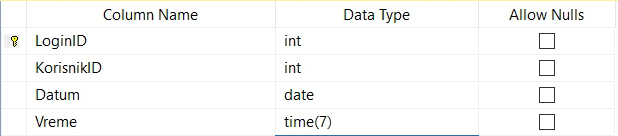 Column Name Data Type Allow Nulls
LoginID int
KorisnikID int
Datum date
Vreme time(7)